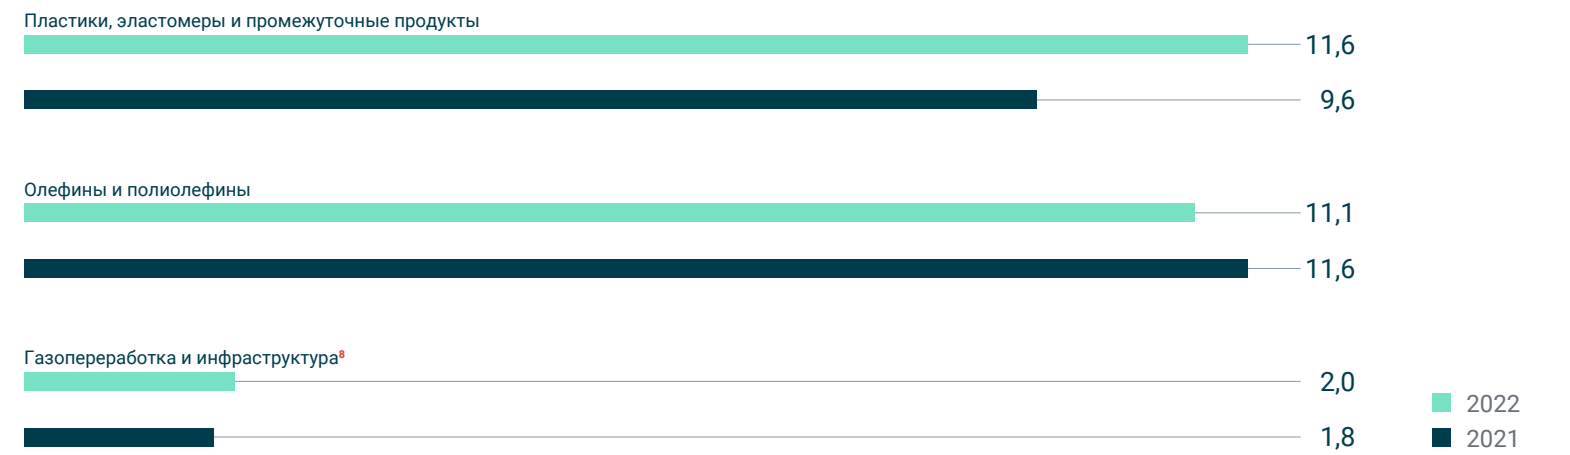 Пластики, эластомеры и промежуточные продукты
11,6
9,6
Олефины и полиолефины
11,1
11,6
Газопереработка и инфраструктура⁸
2,0
1,8
2022
2021